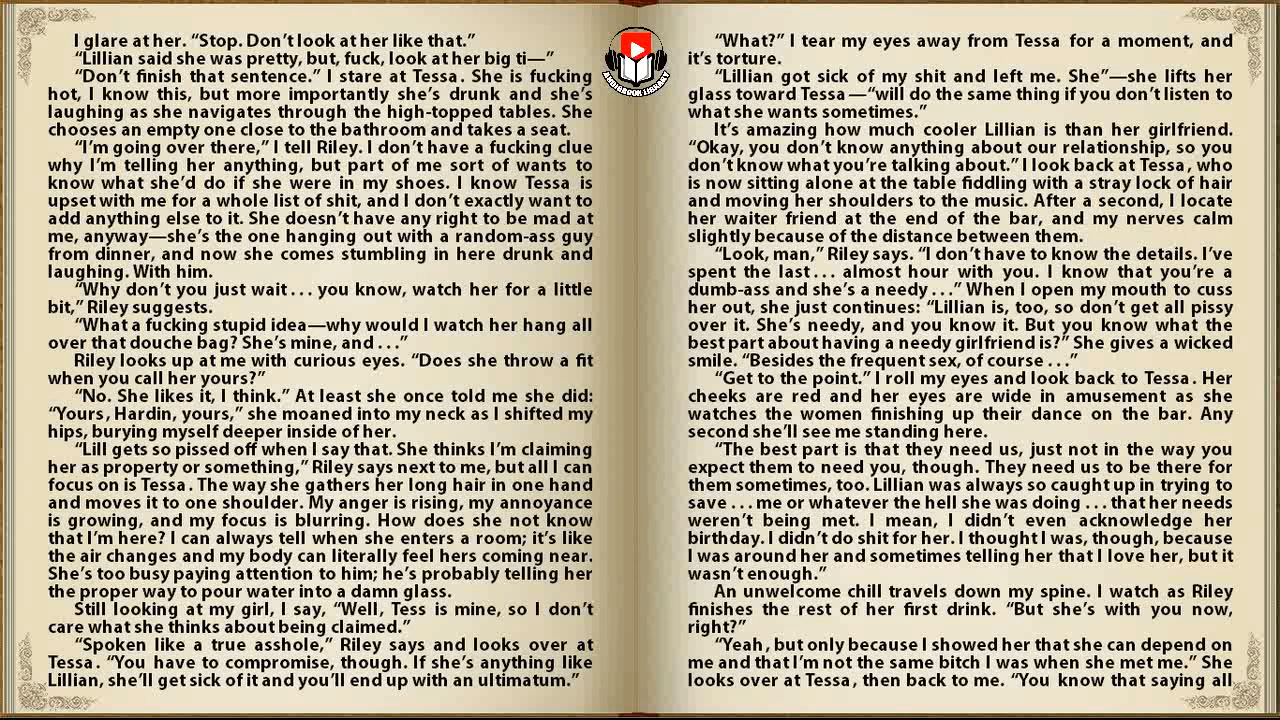 I glare at her. “Stop. Don’t look at her like that.”
“Lillian said she was pretty, but, fuck, look at her big ti—”
“Don’t finish that sentence.” I stare at Tessa. She is fucking
hot, I know this, but more importantly she’s drunk and she’s
laughing as she navigates through the high-topped tables. She
chooses an empty one close to the bathroom and takes a seat.
“I’m going over there,” I tell Riley. I don’t have a fucking clue
why I’m telling her anything, but part of me sort of wants to
know what she’d do if she were in my shoes. I know Tessa is
upset with me for a whole list of shit, and I don’t exactly want to
add anything else to it. She doesn’t have any right to be mad at
me, anyway—she’s the one hanging out with a random-ass guy
from dinner, and now she comes stumbling in here drunk and
laughing. With him.
“Why don’t you just wait . . . you know, watch her for a little
bit,” Riley suggests.
“What a fucking stupid idea—why would I watch her hang all
over that douche bag? She’s mine, and . . .”
Riley looks up at me with curious eyes. “Does she throw a fit
when you call her yours?”
“No. She likes it, I think.” At least she once told me she did:
“Yours, Hardin, yours,” she moaned into my neck as I shifted my
hips, burying myself deeper inside of her.
“Lill gets so pissed off when I say that. She thinks I’m claiming
her as property or something,” Riley says next to me, but all I can
focus on is Tessa. The way she gathers her long hair in one hand
and moves it to one shoulder. My anger is rising, my annoyance
is growing, and my focus is blurring. How does she not know
that I’m here? I can always tell when she enters a room; it’s like
the air changes and my body can literally feel hers coming near.
She’s too busy paying attention to him; he’s probably telling her
the proper way to pour water into a damn glass.
Still looking at my girl, I say, “Well, Tess is mine, so I don’t
care what she thinks about being claimed.”
“Spoken like a true asshole,” Riley says and looks over at
Tessa. “You have to compromise, though. If she’s anything like
Lillian, she’ll get sick of it and you’ll end up with an ultimatum.”
AUDIOBOOK LIBRARY
“What?” I tear my eyes away from Tessa for a moment, and
it’s torture.
“Lillian got sick of my shit and left me. She”—she lifts her
glass toward Tessa—“will do the same thing if you don’t listen to
what she wants sometimes.”
It’s amazing how much cooler Lillian is than her girlfriend.
“Okay, you don’t know anything about our relationship, so you
don’t know what you’re talking about.” I look back at Tessa, who
is now sitting alone at the table fiddling with a stray lock of hair
and moving her shoulders to the music. After a second, I locate
her waiter friend at the end of the bar, and my nerves calm
slightly because of the distance between them.
“Look, man,” Riley says. “I don’t have to know the details. I’ve
spent the last . . . almost hour with you. I know that you’re a
dumb-ass and she’s a needy . . .” When I open my mouth to cuss
her out, she just continues: “Lillian is, too, so don’t get all pissy
over it. She’s needy, and you know it. But you know what the
best part about having a needy girlfriend is?” She gives a wicked
smile. “Besides the frequent sex, of course . . .”
“Get to the point.” I roll my eyes and look back to Tessa. Her
cheeks are red and her eyes are wide in amusement as she
watches the women finishing up their dance on the bar. Any
second she’ll see me standing here.
“The best part is that they need us, just not in the way you
expect them to need you, though. They need us to be there for
them sometimes, too. Lillian was always so caught up in trying to
save . . . me or whatever the hell she was doing . . . that her needs
weren’t being met. I mean, I didn’t even acknowledge her
birthday. I didn’t do shit for her. I thought I was, though, because
I was around her and sometimes telling her that I love her, but it
wasn’t enough.”
An unwelcome chill travels down my spine. I watch as Riley
finishes the rest of her first drink. “But she’s with you now,
right?”
“Yeah, but only because I showed her that she can depend on
me and that I’m not the same bitch I was when she met me.” She
looks over at Tessa, then back to me. “You know that saying all